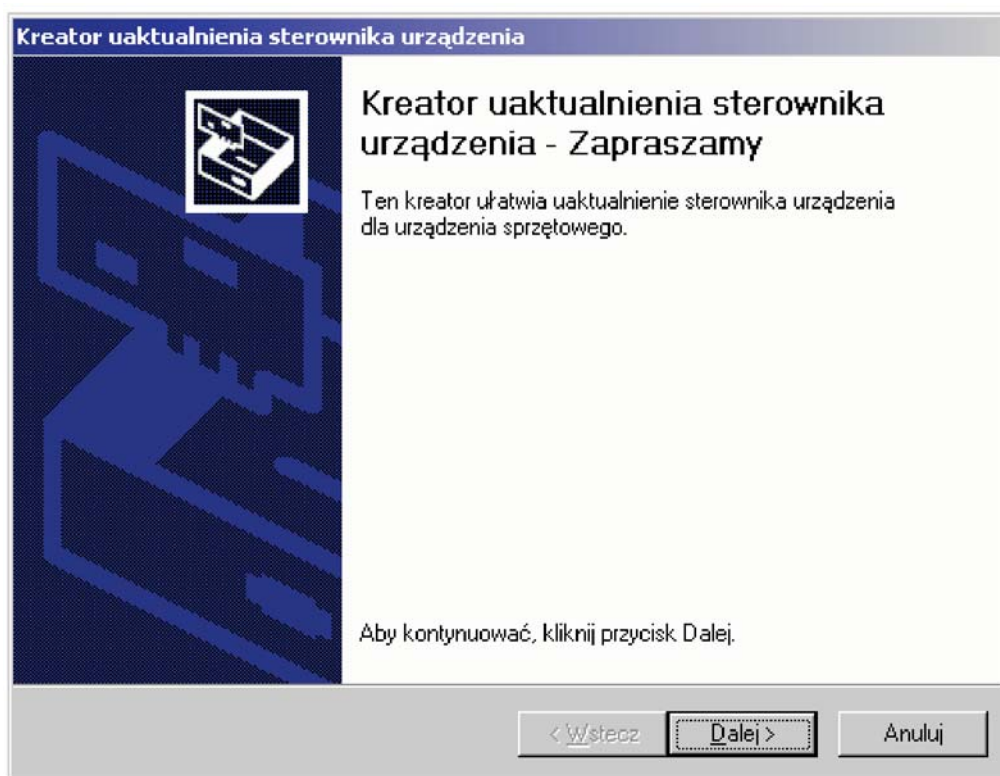 Kreator uaktualnienia sterownika urządzenia
Kreator uaktualnienia sterownika
urządzenia - Zapraszamy
Ten kreator ułatwia uaktualnienie sterownika urządzenia
dla urządzenia sprzętowego.
Aby kontynuować, kliknij przycisk Dalej.
< Wstecz Dalej > Anuluj